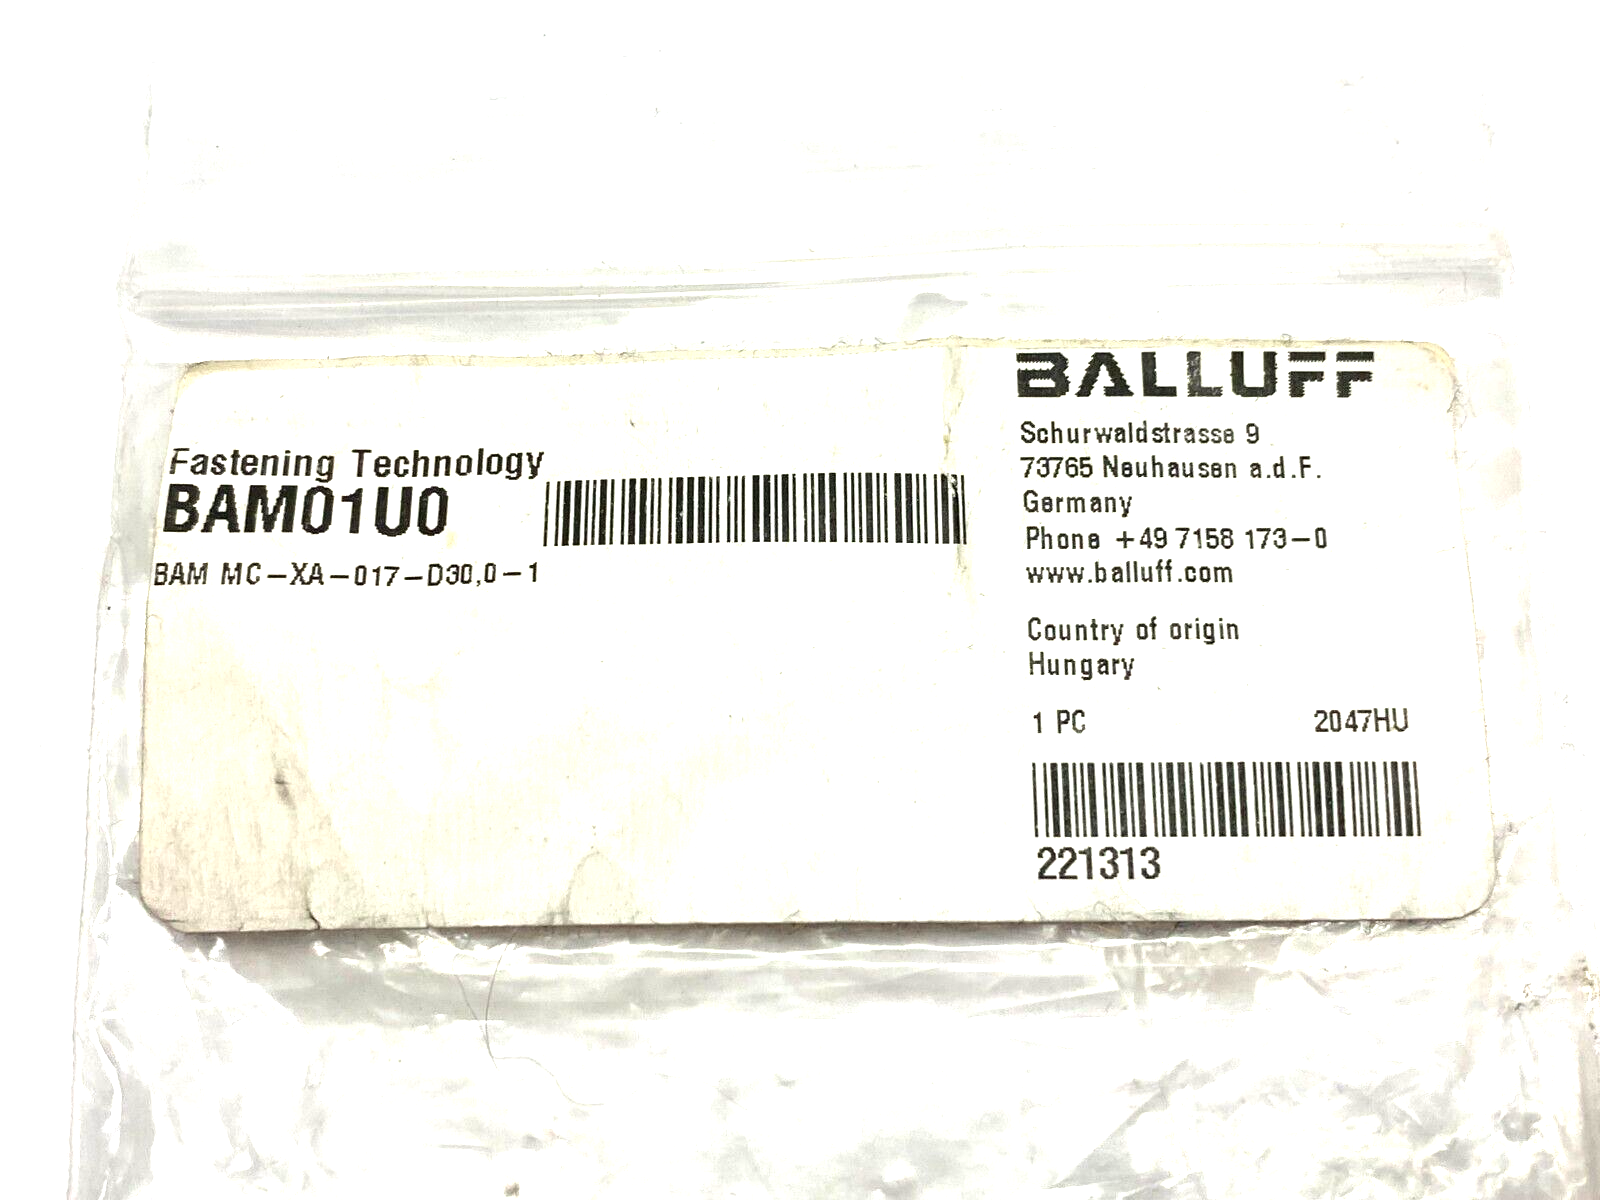 Fastening Technology
BAM01U0
BAM MC-XA-017-D30,0-1
BALLUFF
Schurwaldstrasse 9
73765 Neuhausen a.d.F.
Germany
Phone +49 7158 173-0
www.balluff.com
Country of origin
Hungary
1 PC 2047HU
221313